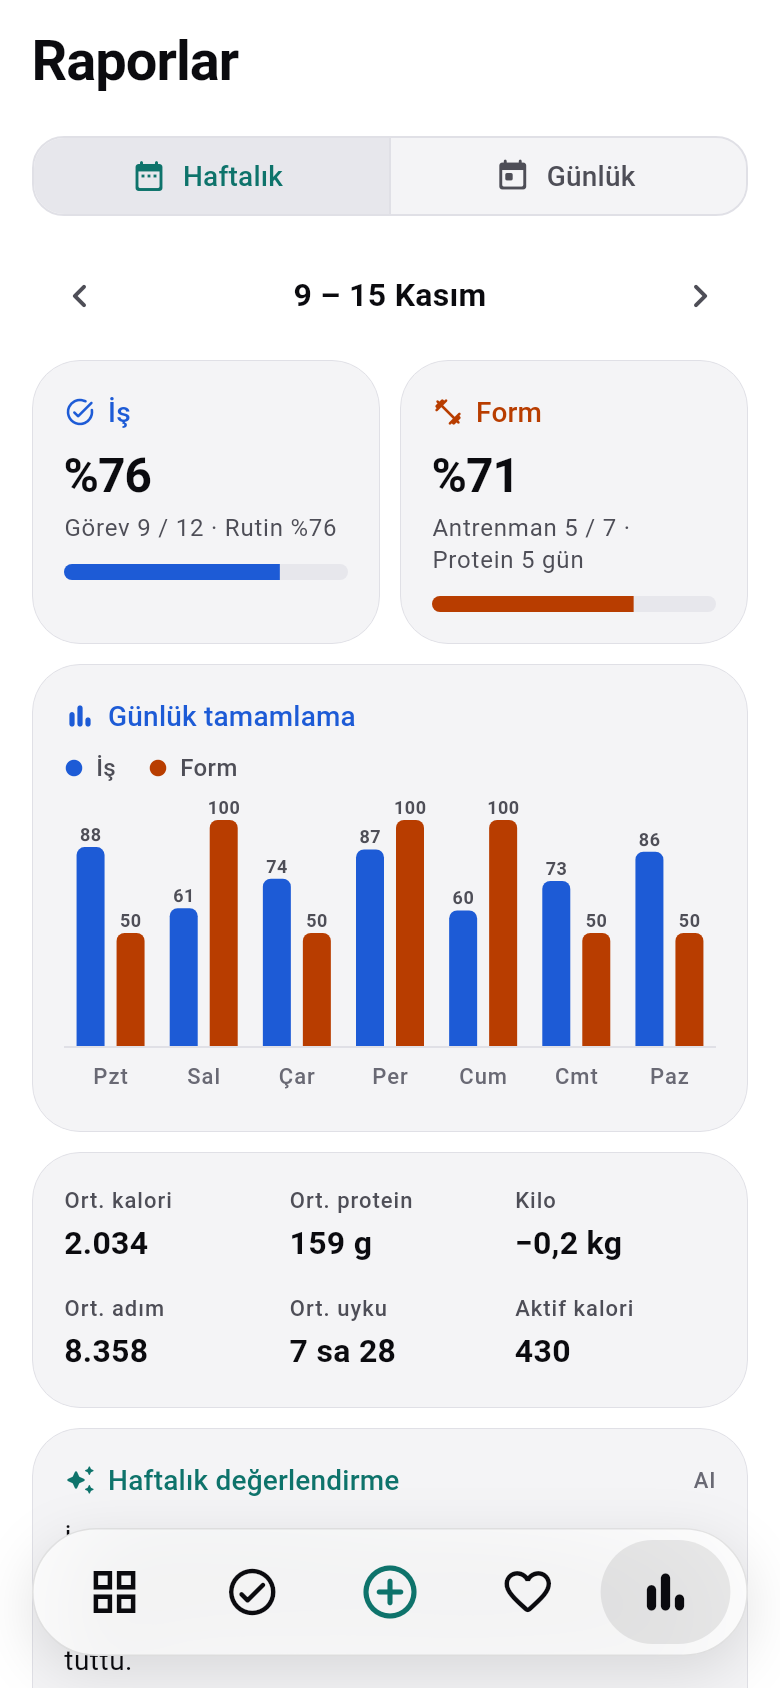 Raporlar
Haftalık
Günlük
9 – 15 Kasım
İş
%76
Görev 9 / 12 · Rutin %76
Form
%71
Antrenman 5 / 7 ·
Protein 5 gün
Günlük tamamlama
İş
Form
88
50
61
100
74
50
87
100
60
100
73
50
86
50
Pzt
Sal
Çar
Per
Cum
Cmt
Paz
Ort. kalori
2.034
Ort. protein
159 g
Kilo
−0,2 kg
Ort. adım
8.358
Ort. uyku
7 sa 28
Aktif kalori
430
Haftalık değerlendirme
AI
tuttu.